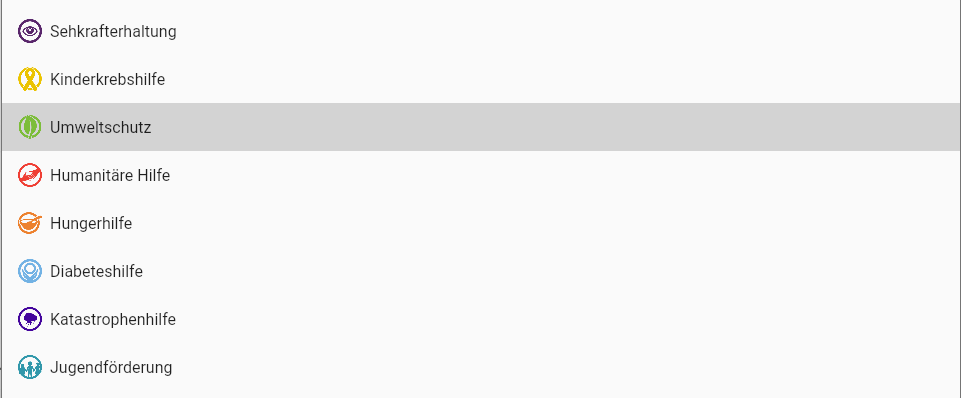 Sehkrafterhaltung
Kinderkrebshilfe
Umweltschutz
Humanitäre Hilfe
Hungerhilfe
Diabeteshilfe
Katastrophenhilfe
Jugendförderung